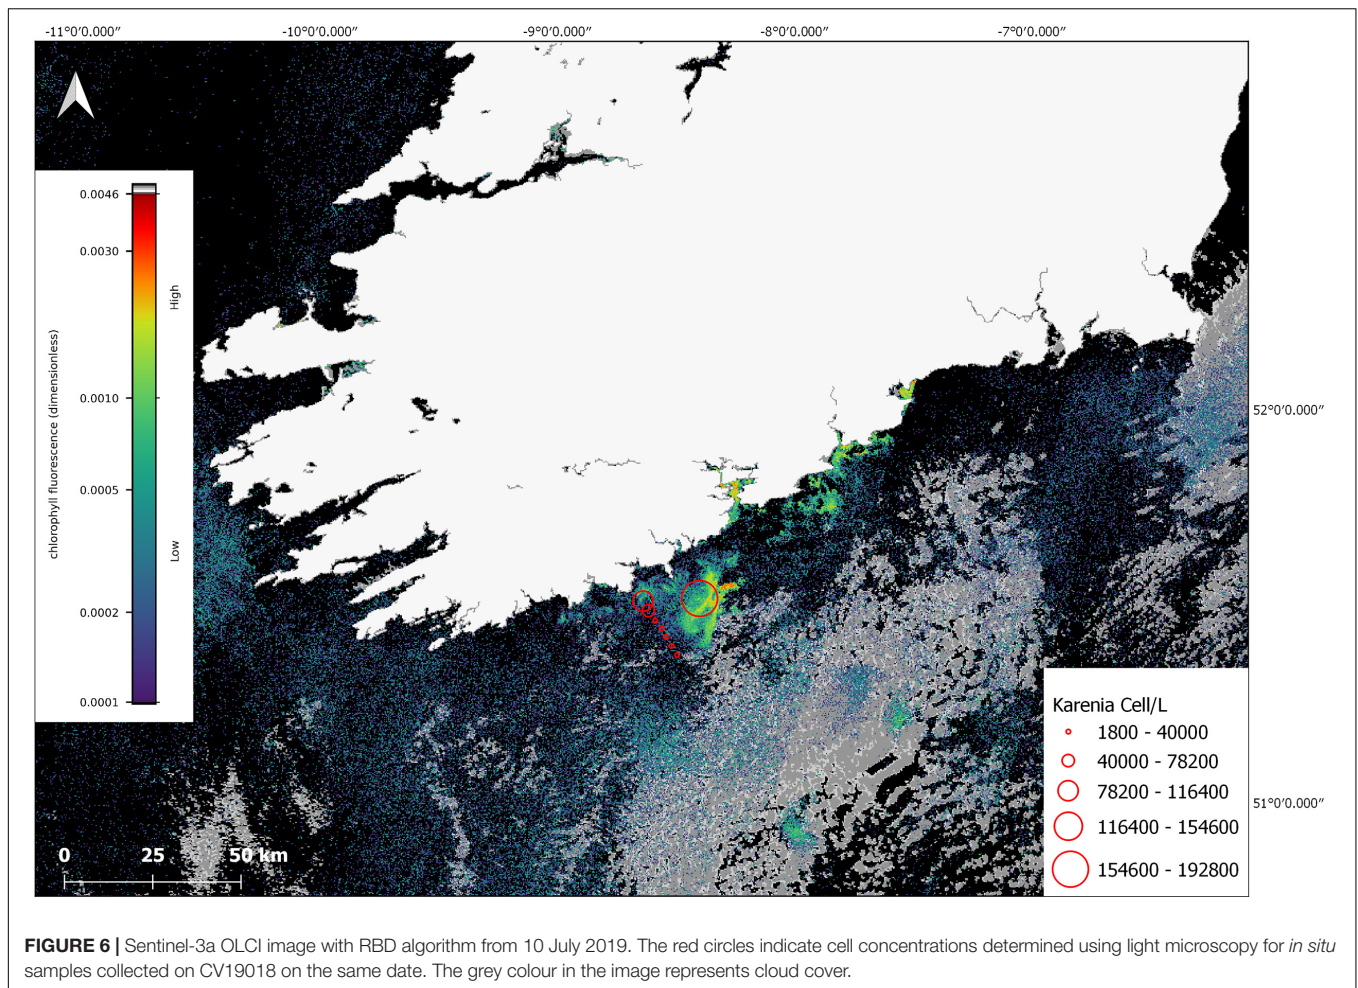 -11°0′0.000″ -10°0′0.000″ -9°0′0.000″ -8°0′0.000″ -7°0′0.000″
0.0046
0.0030
High
0.0010
chlorophyll fluorescence (dimensionless)
0.0005
Low
0.0002
0.0001
52°0′0.000″
51°0′0.000″
0 25 50 km
Karenia Cell/L
1800 - 40000
40000 - 78200
78200 - 116400
116400 - 154600
154600 - 192800
FIGURE 6 | Sentinel-3a OLCI image with RBD algorithm from 10 July 2019. The red circles indicate cell concentrations determined using light microscopy for in situ
samples collected on CV19018 on the same date. The grey colour in the image represents cloud cover.